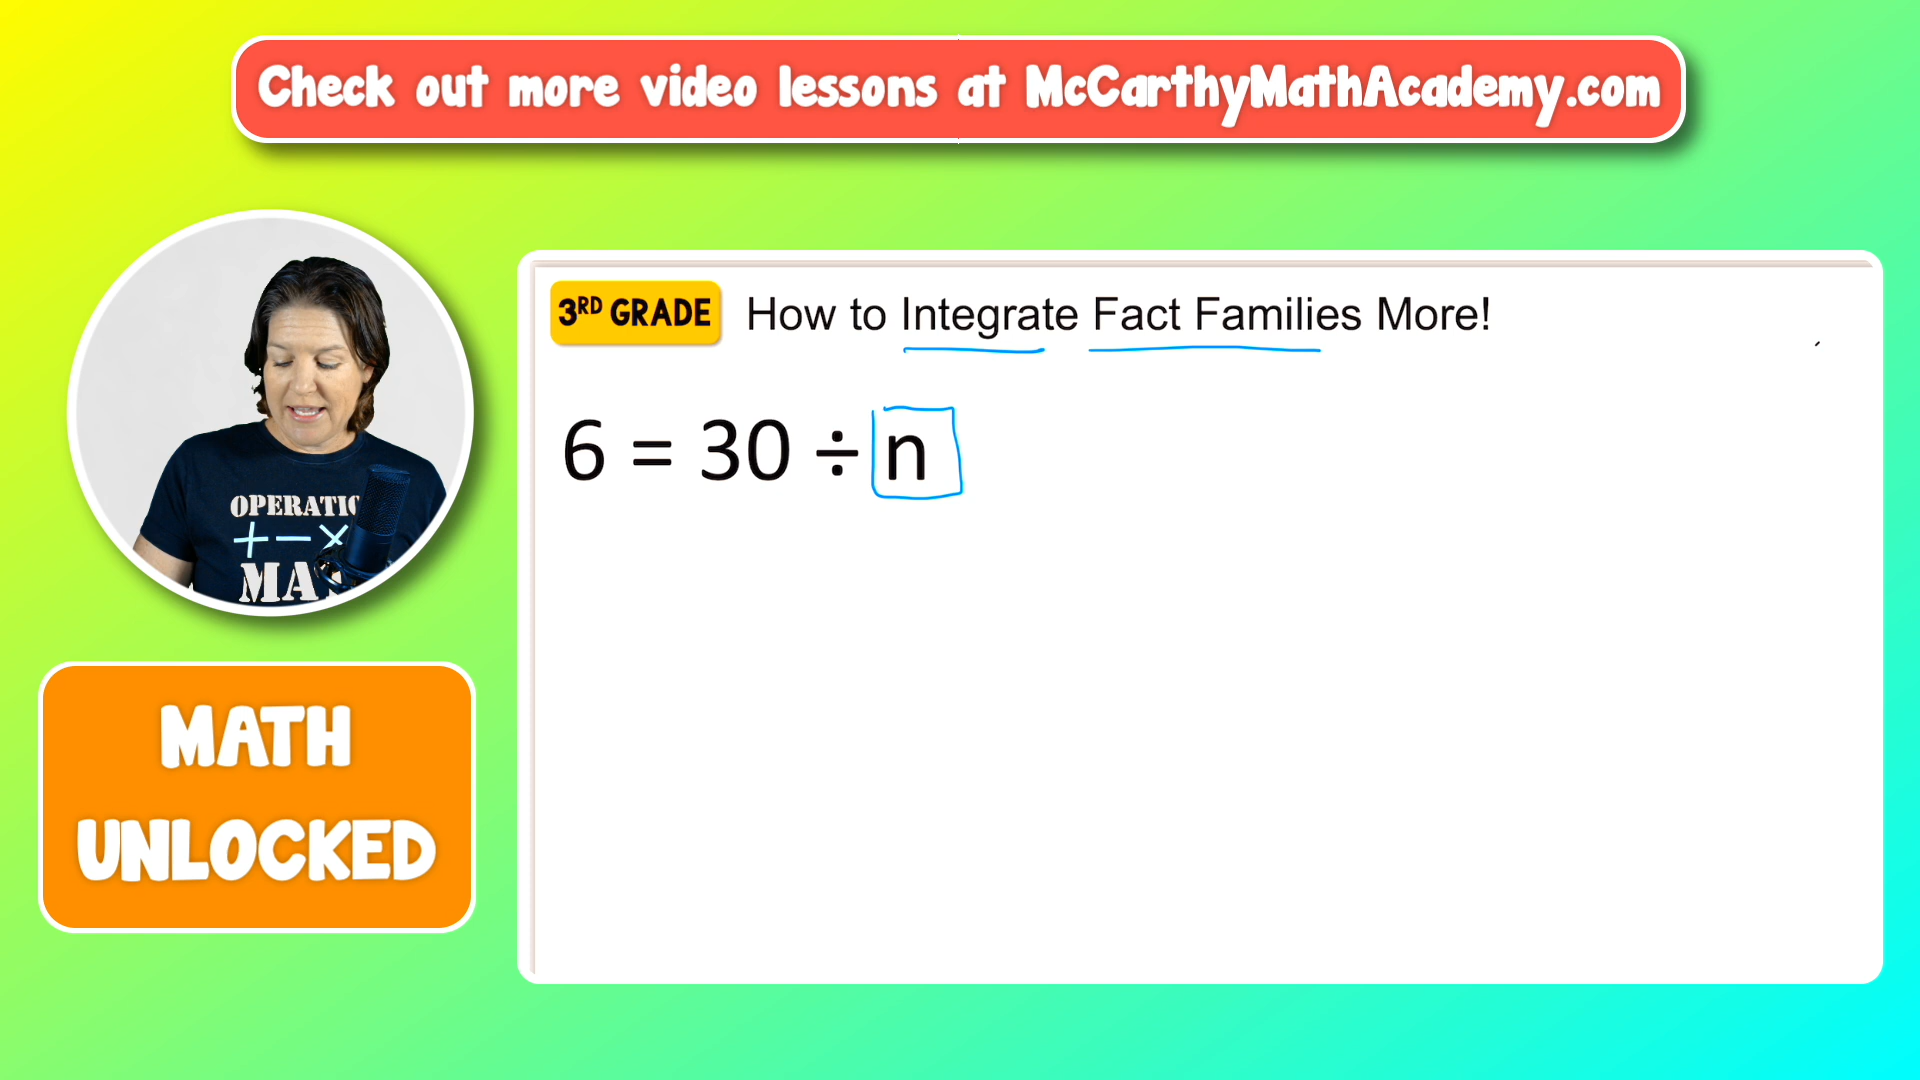 Check out more video lessons at McCarthyMathAcademy.com
3RD GRADE How to Integrate Fact Families More!
6 = 30 ÷ n
+ − ×
MATH
UNLOCKED